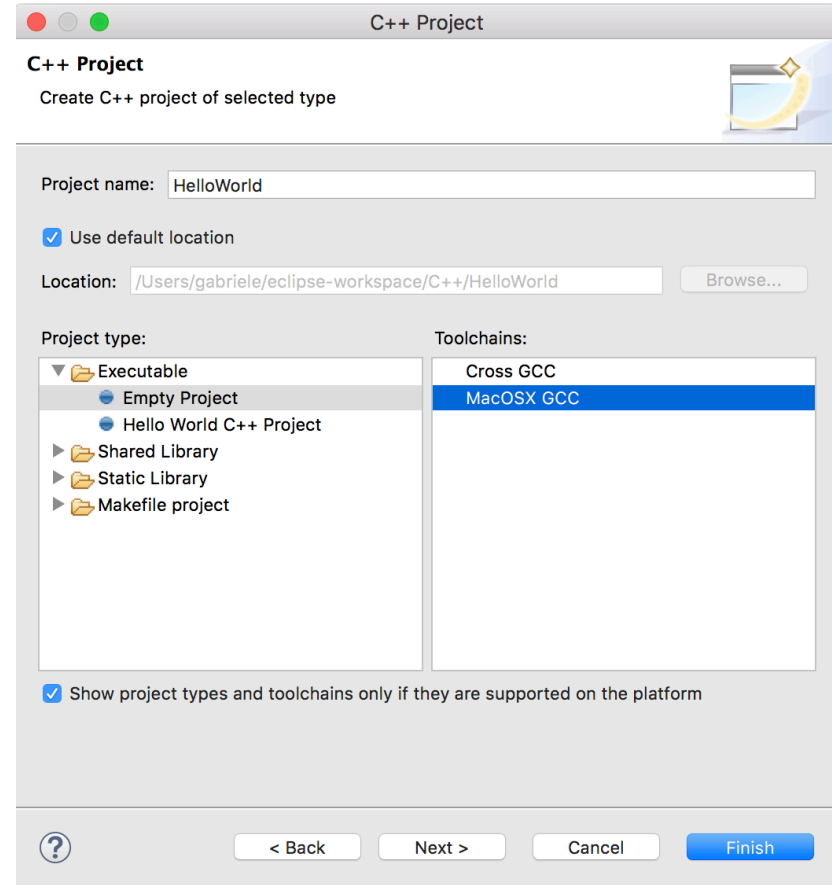 C++ Project
C++ Project
Create C++ project of selected type
Project name: HelloWorld
Use default location
Location: /Users/gabriele/eclipse-workspace/C++/HelloWorld Browse...
Project type: Toolchains:
Executable Cross GCC
Empty Project MacOSX GCC
Hello World C++ Project
Shared Library
Static Library
Makefile project
Show project types and toolchains only if they are supported on the platform
? < Back Next > Cancel Finish